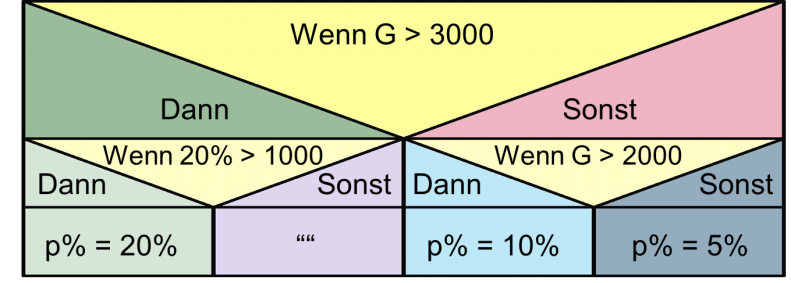 Wenn G > 3000
Dann
Sonst
Wenn 20% > 1000
Wenn G > 2000
Dann
Sonst
Dann
Sonst
p% = 20%
““
p% = 10%
p% = 5%